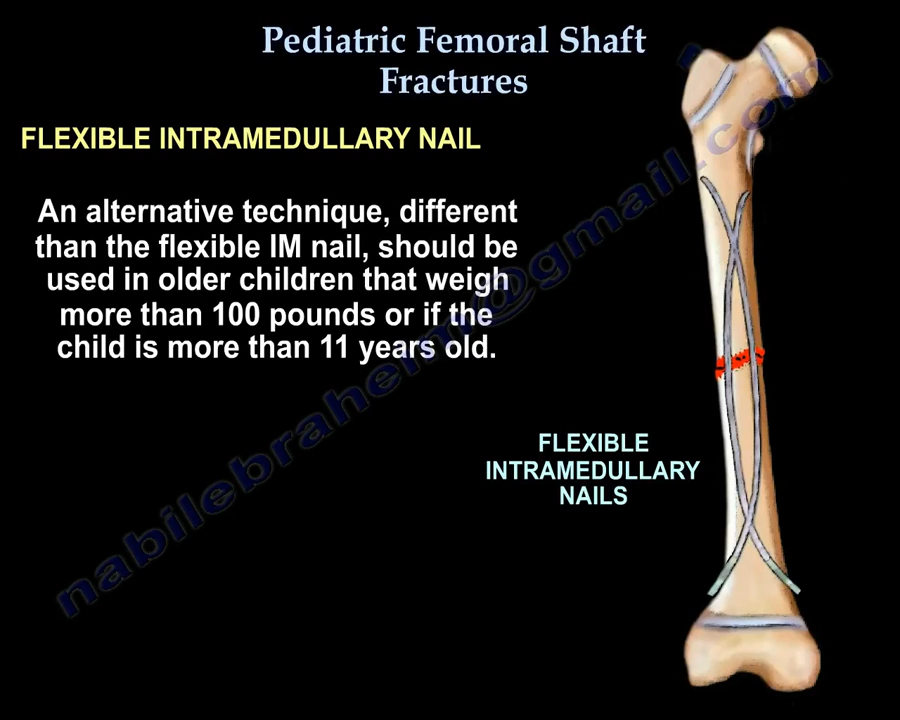 Pediatric Femoral Shaft
Fractures
FLEXIBLE INTRAMEDULLARY NAIL
An alternative technique, different
than the flexible IM nail, should be
used in older children that weigh
more than 100 pounds or if the
child is more than 11 years old.
FLEXIBLE
INTRAMEDULLARY
NAILS
nabilebraheim@gmail.com